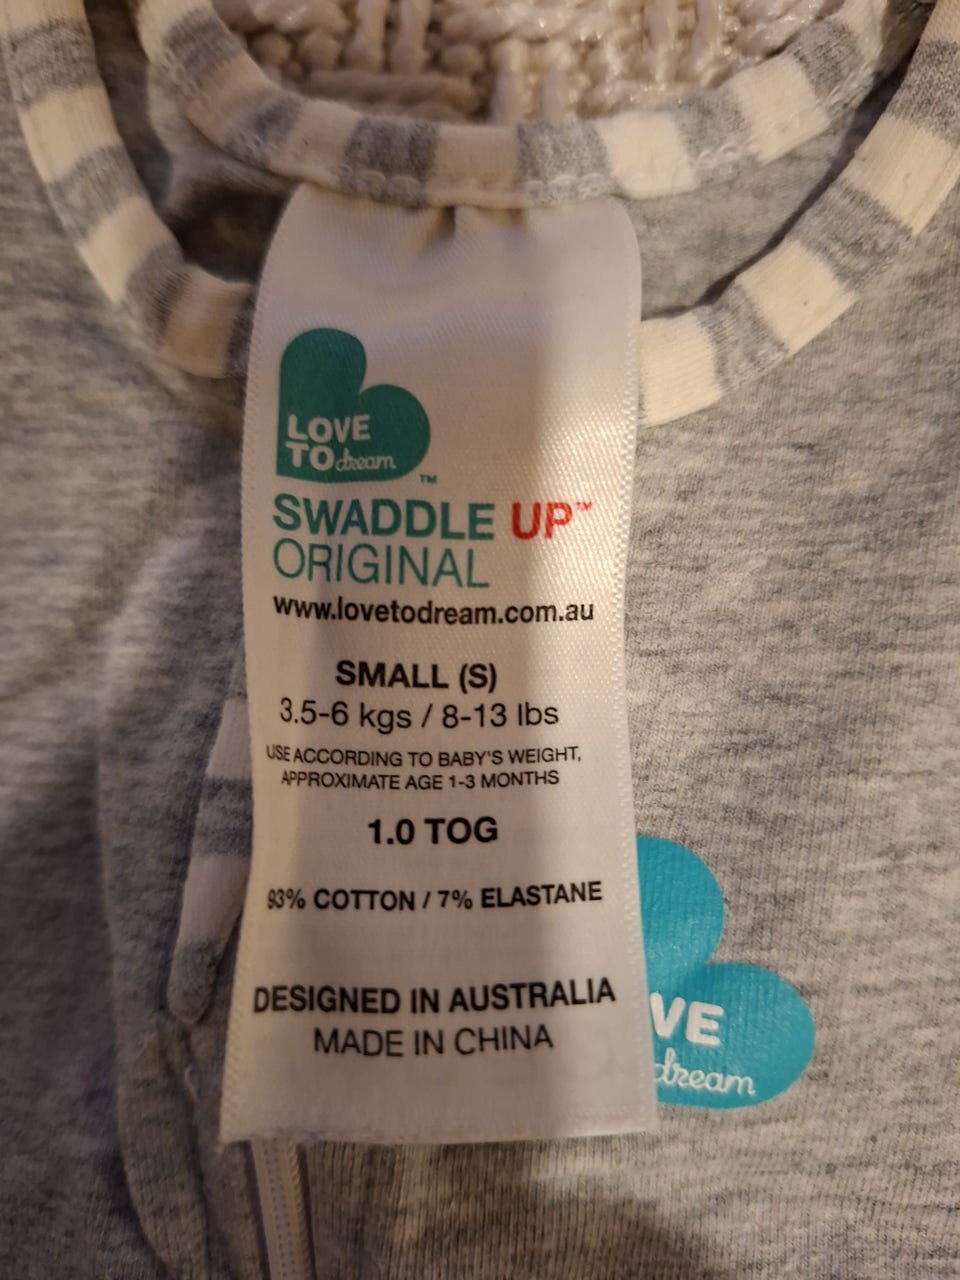 LOVE
TO dream™
SWADDLE UP™
ORIGINAL
www.lovetodream.com.au
SMALL (S)
3.5-6 kgs / 8-13 lbs
USE ACCORDING TO BABY'S WEIGHT,
APPROXIMATE AGE 1-3 MONTHS
1.0 TOG
93% COTTON / 7% ELASTANE
DESIGNED IN AUSTRALIA
MADE IN CHINA
VE
dream